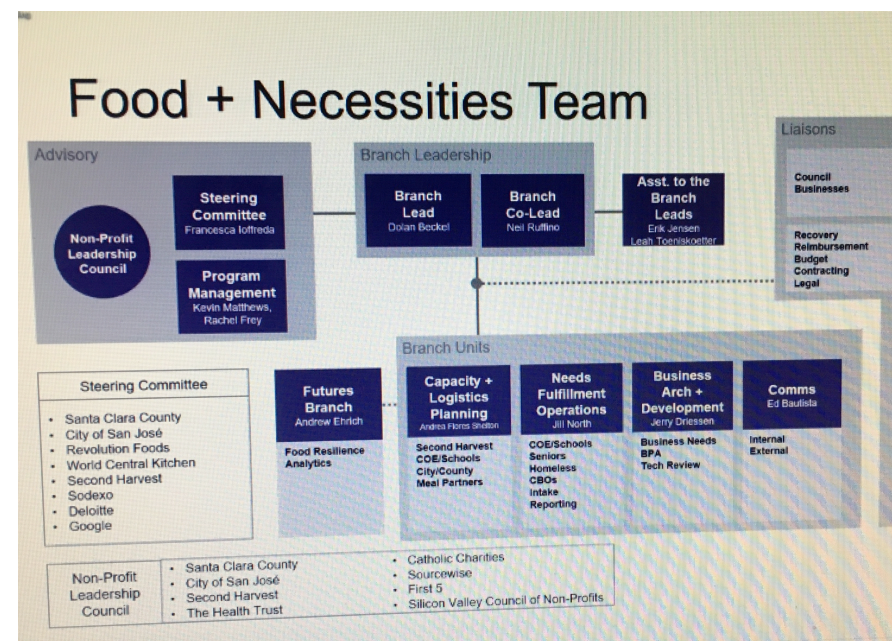 Food + Necessities Team
Advisory
Non-Profit
Leadership
Council
Steering
Committee
Francesca Ioffreda
Program
Management
Kevin Matthews,
Rachel Frey
Branch Leadership
Branch
Lead
Dolan Beckel
Branch
Co-Lead
Neil Ruffino
Asst. to the
Branch
Leads
Erik Jensen
Leah Toeniskoetter
Liaisons
Council
Businesses
Recovery
Reimbursement
Budget
Contracting
Legal
Steering Committee
• Santa Clara County
• City of San José
• Revolution Foods
• World Central Kitchen
• Second Harvest
• Sodexo
• Deloitte
• Google
Futures
Branch
Andrew Ehrich
Food Resilience
Analytics
Branch Units
Capacity +
Logistics
Planning
Andrea Flores Shelton
Second Harvest
COE/Schools
City/County
Meal Partners
Needs
Fulfillment
Operations
Jill North
COE/Schools
Seniors
Homeless
CBOs
Intake
Reporting
Business
Arch +
Development
Jerry Driessen
Business Needs
BPA
Tech Review
Comms
Ed Bautista
Internal
External
Non-Profit
Leadership
Council
• Santa Clara County
• City of San José
• Second Harvest
• The Health Trust
• Catholic Charities
• Sourcewise
• First 5
• Silicon Valley Council of Non-Profits